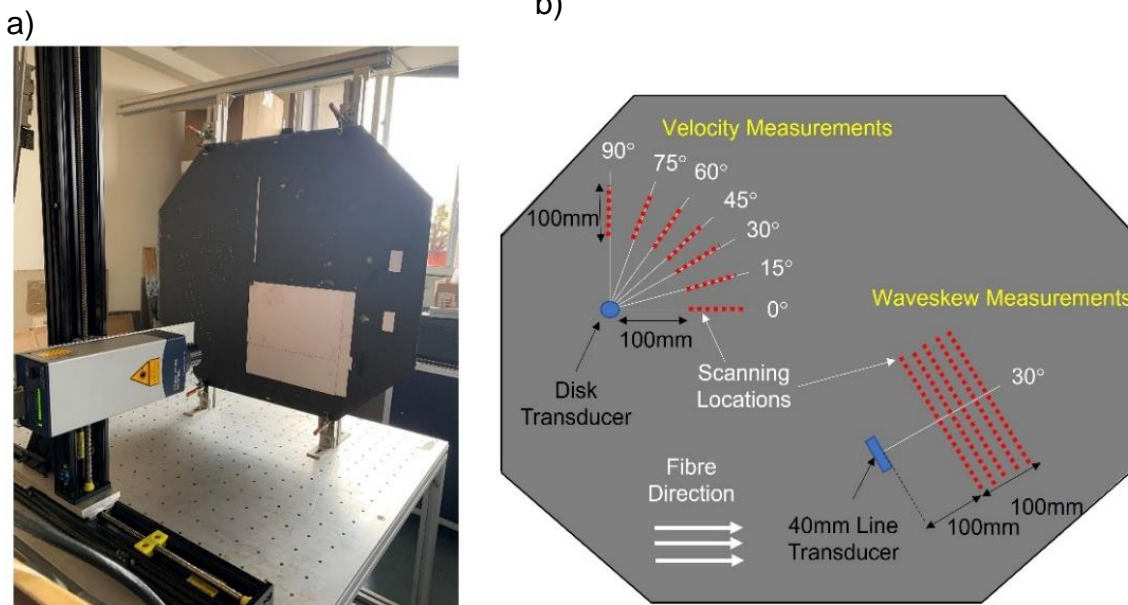 a)
b)
Velocity Measurements
90°
75°
60°
45°
30°
15°
0°
100mm
100mm
Disk
Transducer
Scanning
Locations
Waveskew Measurements
30°
Fibre
Direction
40mm Line
Transducer
100mm
100mm